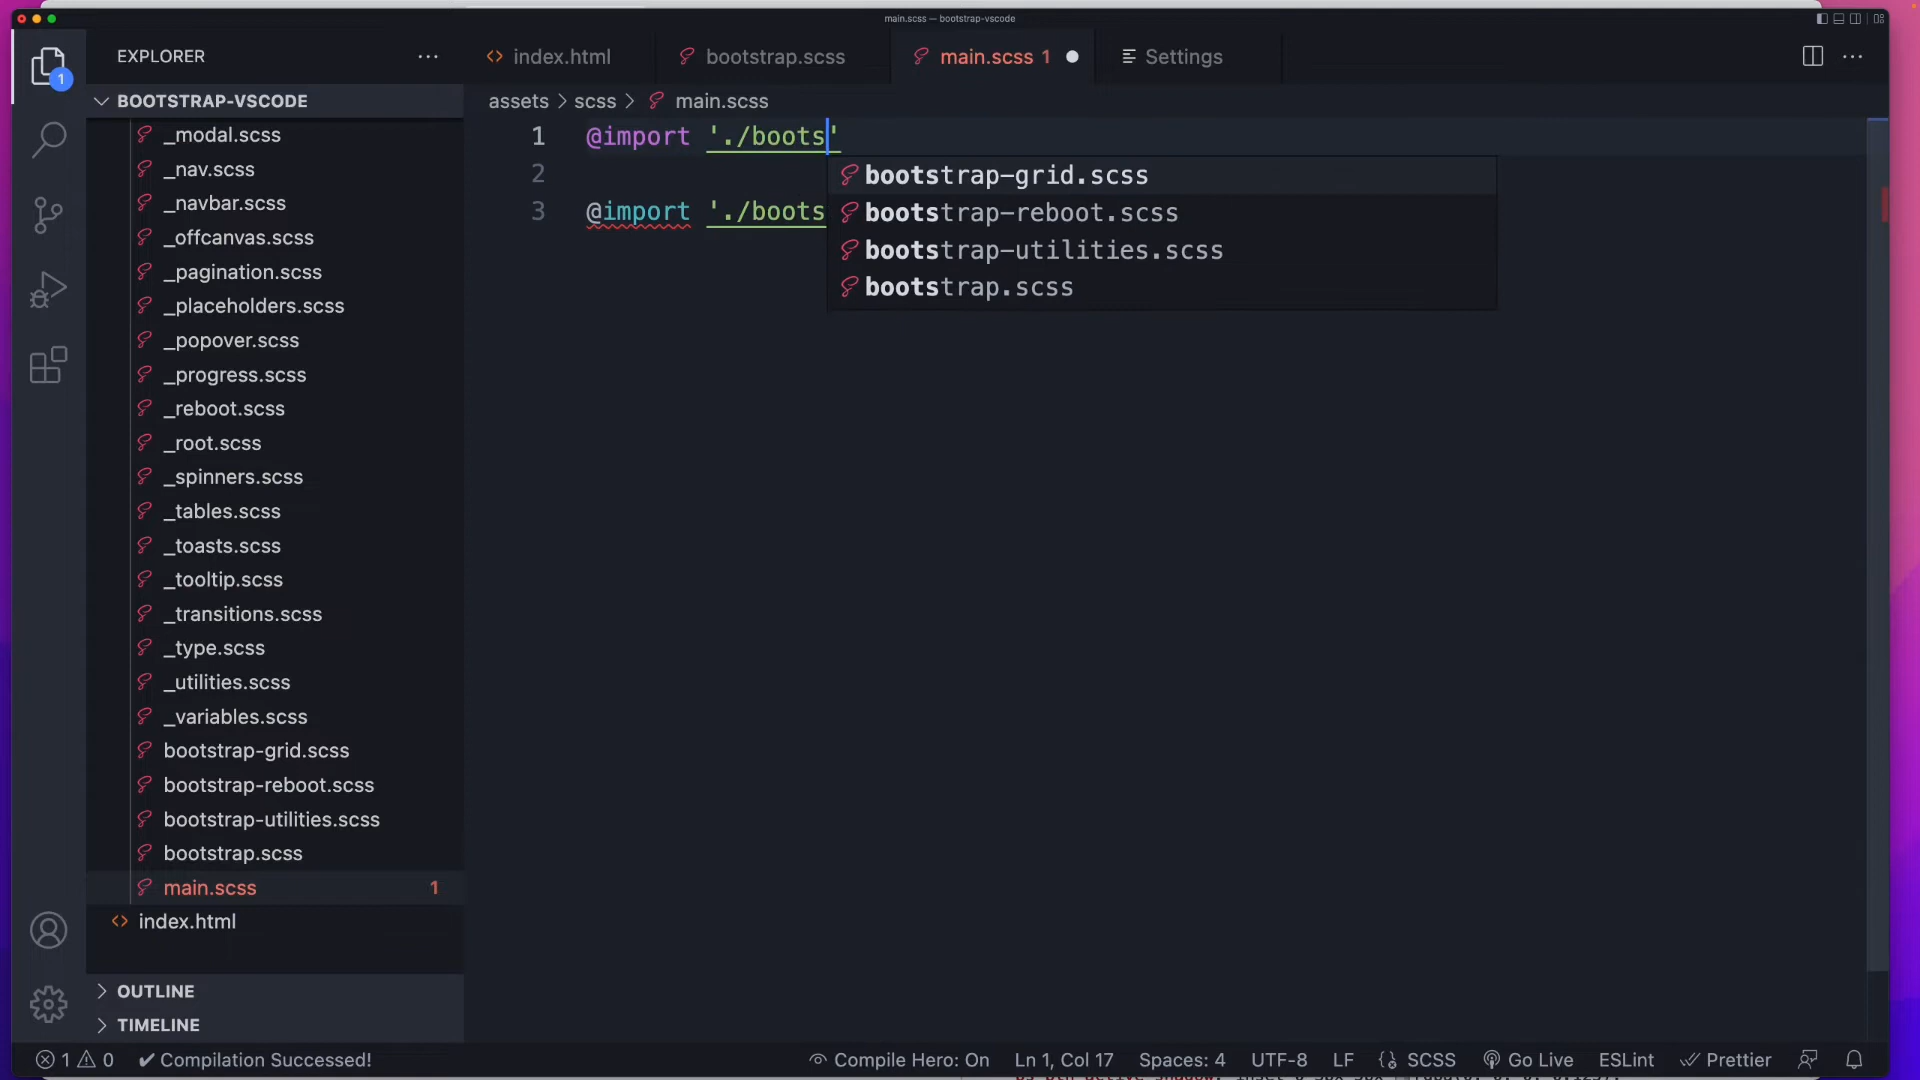 main.scss — bootstrap-vscode
EXPLORER
index.html
bootstrap.scss
main.scss 1
Settings
BOOTSTRAP-VSCODE
assets > scss > main.scss
1 @import './boots'
2
3 @import './boots
bootstrap-grid.scss
bootstrap-reboot.scss
bootstrap-utilities.scss
bootstrap.scss
1
_modal.scss
_nav.scss
_navbar.scss
_offcanvas.scss
_pagination.scss
_placeholders.scss
_popover.scss
_progress.scss
_reboot.scss
_root.scss
_spinners.scss
_tables.scss
_toasts.scss
_tooltip.scss
_transitions.scss
_type.scss
_utilities.scss
_variables.scss
bootstrap-grid.scss
bootstrap-reboot.scss
bootstrap-utilities.scss
bootstrap.scss
main.scss 1
index.html
OUTLINE
TIMELINE
1 0 ✔ Compilation Successed! Compile Hero: On Ln 1, Col 17 Spaces: 4 UTF-8 LF SCSS Go Live ESLint Prettier